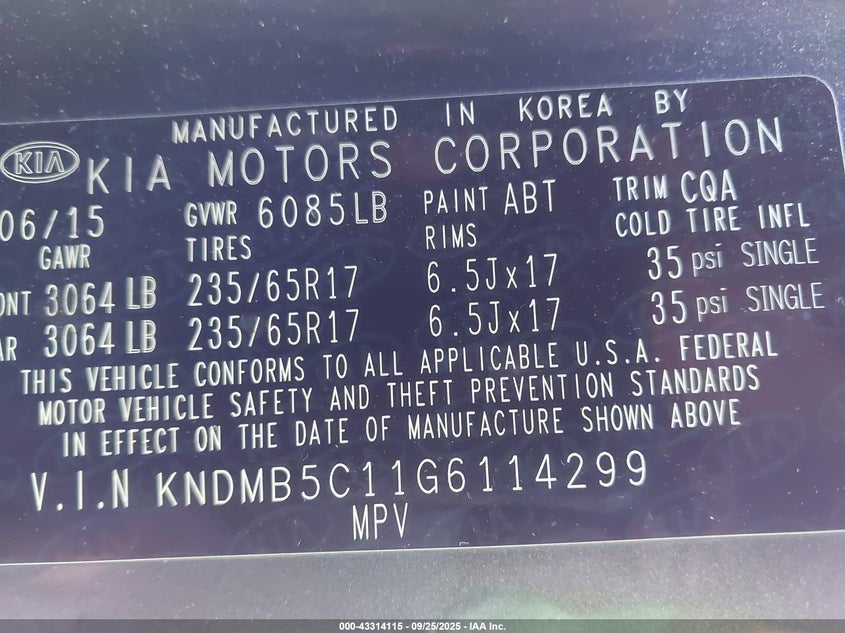 MANUFACTURED IN KOREA BY
KIA KIA MOTORS CORPORATION
06/15 GVWR 6085LB PAINT ABT TRIM CQA
GAWR TIRES RIMS COLD TIRE INFL
ONT 3064 LB 235/65R17 6.5Jx17 35 psi SINGLE
AR 3064 LB 235/65R17 6.5Jx17 35 psi SINGLE
THIS VEHICLE CONFORMS TO ALL APPLICABLE U.S.A. FEDERAL
MOTOR VEHICLE SAFETY AND THEFT PREVENTION STANDARDS
IN EFFECT ON THE DATE OF MANUFACTURE SHOWN ABOVE
V.I.N KNDMB5C11G6114299
MPV
000-43314115 - 09/25/2025 - IAA Inc.